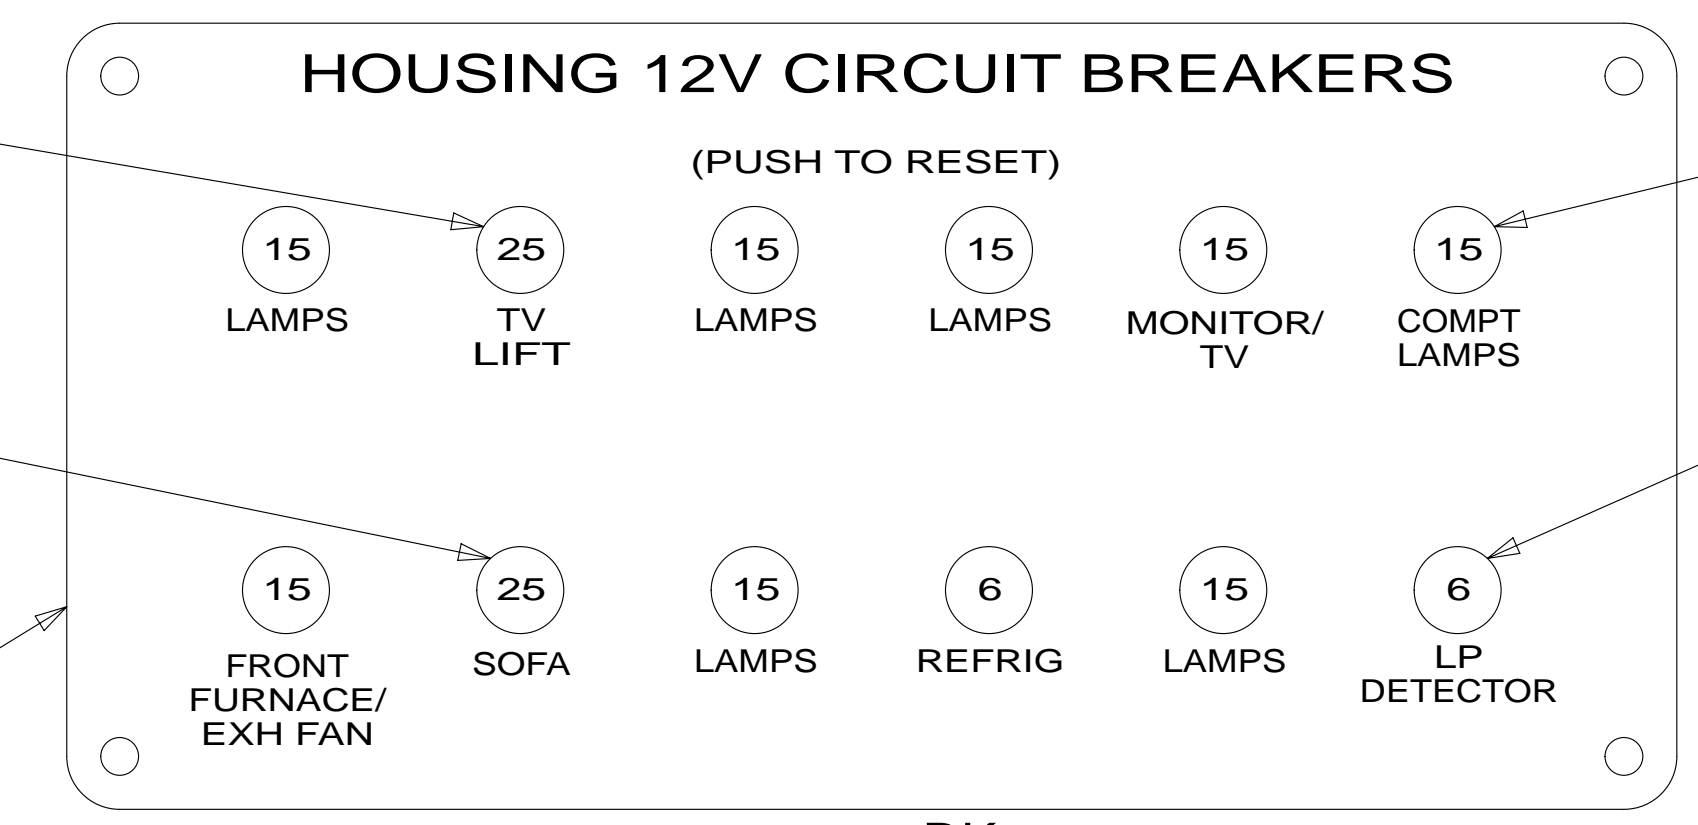 HOUSING 12V CIRCUIT BREAKERS
(PUSH TO RESET)
15 25 15 15 15 15
LAMPS TV LAMPS LAMPS MONITOR/ COMPT
LIFT TV LAMPS
15 25 15 6 15 6
FRONT SOFA LAMPS REFRIG LAMPS LP
FURNACE/ DETECTOR
EXH FAN